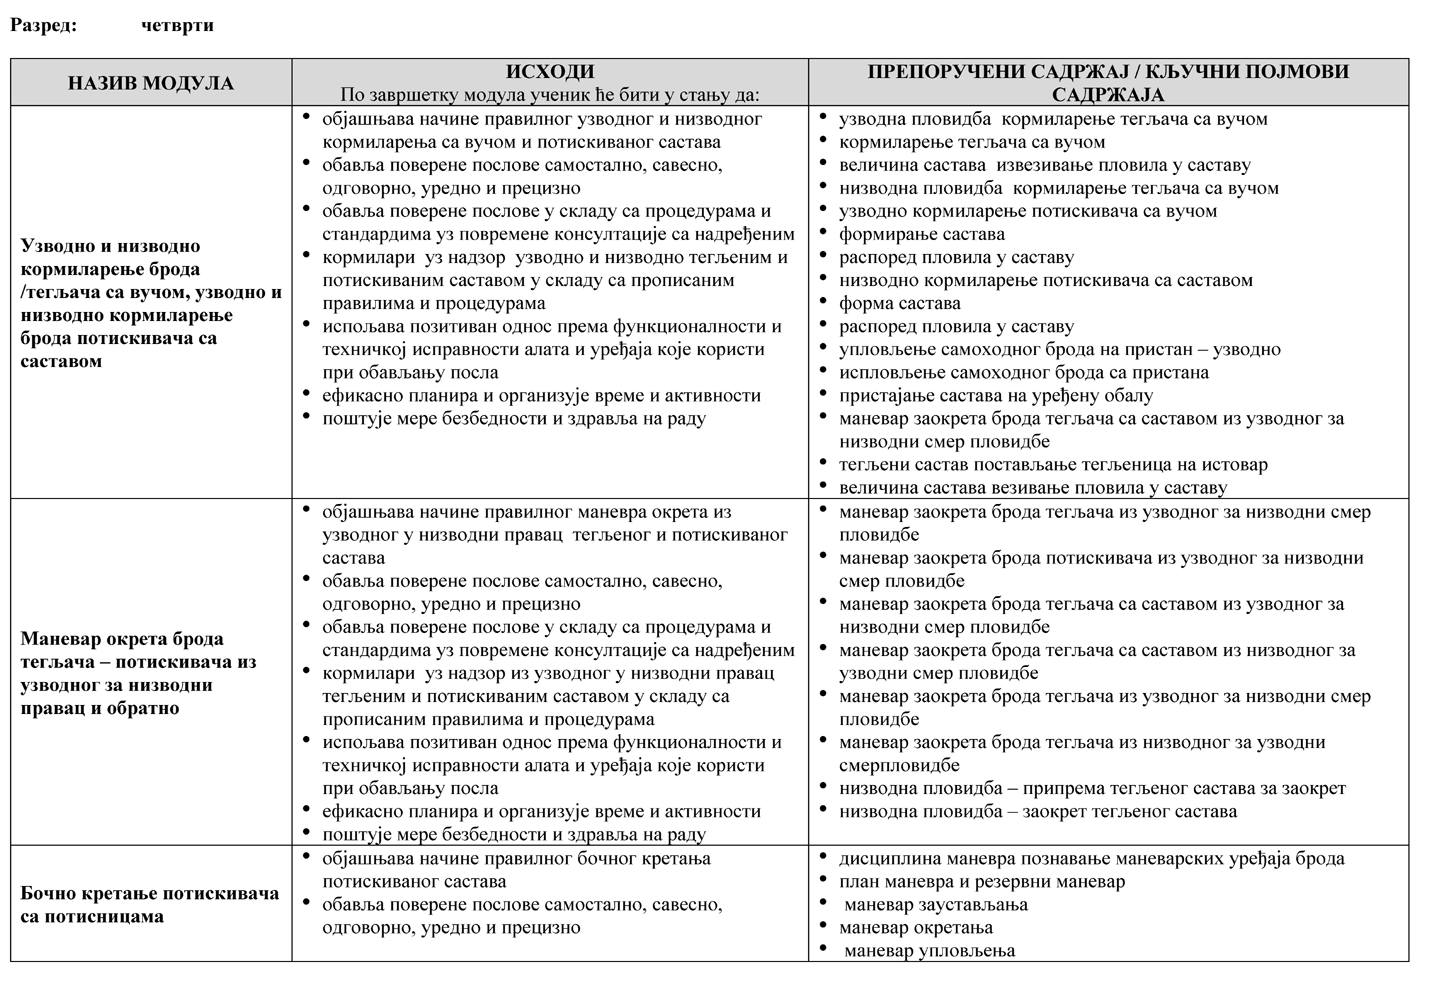 Разред: четврти
НАЗИВ МОДУЛА
ИСХОДИ
По завршетку модула ученик ће бити у стању да:
ПРЕПОРУЧЕНИ САДРЖАЈ / КЉУЧНИ ПОЈМОВИ
САДРЖАЈА
Узводно и низводно
кормиларење брода
/тегљача са вучом, узводно и
низводно кормиларење
брода потискивача са
саставом
• објашњава начине правилног узводног и низводног
кормиларења са вучом и потискиваног састава
• обавља поверене послове самостално, савесно,
одговорно, уредно и прецизно
• обавља поверене послове у складу са процедурама и
стандардима уз повремене консултације са надређеним
• кормилари уз надзор узводно и низводно тегљеним и
потискиваним саставом у складу са прописаним
правилима и процедурама
• испољава позитиван однос према функционалности и
техничкој исправности алата и уређаја које користи
при обављању посла
• ефикасно планира и организује време и активности
• поштује мере безбедности и здравља на раду
• узводна пловидба кормиларење тегљача са вучом
• кормиларење тегљача са вучом
• величина састава извезивање пловила у саставу
• низводна пловидба кормиларење тегљача са вучом
• узводно кормиларење потискивача са вучом
• формирање састава
• распоред пловила у саставу
• низводно кормиларење потискивача са саставом
• форма састава
• распоред пловила у саставу
• упловљење самоходног брода на пристан – узводно
• испловљење самоходног брода са пристана
• пристајање састава на уређену обалу
• маневар заокрета брода тегљача са саставом из узводног за
низводни смер пловидбе
• тегљени састав постављање тегљеница на истовар
• величина састава везивање пловила у саставу
Маневар окрета брода
тегљача – потискивача из
узводног за низводни
правац и обратно
• објашњава начине правилног маневра окрета из
узводног у низводни правац тегљеног и потискиваног
састава
• обавља поверене послове самостално, савесно,
одговорно, уредно и прецизно
• обавља поверене послове у складу са процедурама и
стандардима уз повремене консултације са надређеним
• кормилари уз надзор из узводног у низводни правац
тегљеним и потискиваним саставом у складу са
прописаним правилима и процедурама
• испољава позитиван однос према функционалности и
техничкој исправности алата и уређаја које користи
при обављању посла
• ефикасно планира и организује време и активности
• поштује мере безбедности и здравља на раду
• маневар заокрета брода тегљача из узводног за низводни смер
пловидбе
• маневар заокрета брода потискивача из узводног за низводни
смер пловидбе
• маневар заокрета брода тегљача са саставом из узводног за
низводни смер пловидбе
• маневар заокрета брода тегљача са саставом из низводног за
узводни смер пловидбе
• маневар заокрета брода тегљача из узводног за низводни смер
пловидбе
• маневар заокрета брода тегљача из низводног за узводни
смерпловидбе
• низводна пловидба – припрема тегљеног састава за заокрет
• низводна пловидба – заокрет тегљеног састава
Бочно кретање потискивача
са потисницама
• објашњава начине правилног бочног кретања
потискиваног састава
• обавља поверене послове самостално, савесно,
одговорно, уредно и прецизно
• дисциплина маневра познавање маневарских уређаја брода
• план маневра и резервни маневар
• маневар заустављања
• маневар окретања
• маневар упловљења